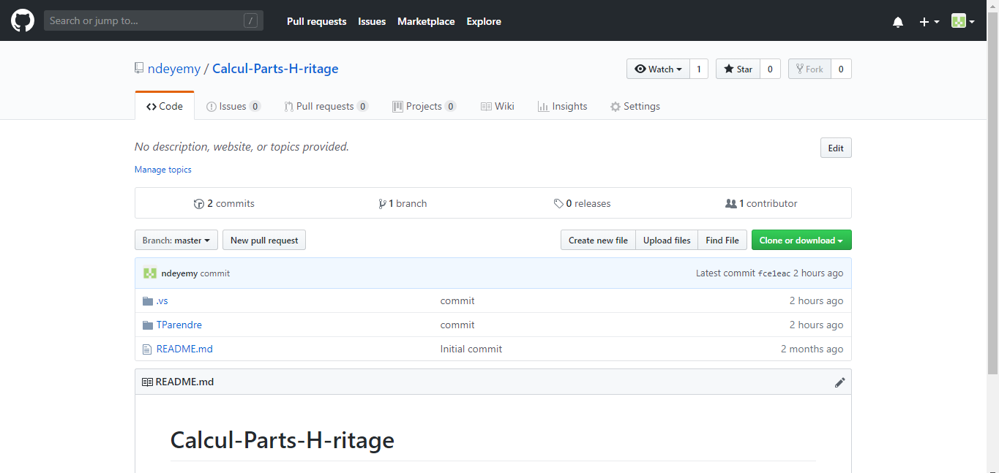 Search or jump to... /
Pull requests Issues Marketplace Explore
ndeyemy / Calcul-Parts-H-ritage
Watch 1 Star 0 Fork 0
Code Issues 0 Pull requests 0 Projects 0 Wiki Insights Settings
No description, website, or topics provided. Edit
Manage topics
2 commits 1 branch 0 releases 1 contributor
Branch: master New pull request Create new file Upload files Find File Clone or download
ndeyemy commit Latest commit fce1eac 2 hours ago
.vs commit 2 hours ago
TParendre commit 2 hours ago
README.md Initial commit 2 months ago
README.md
Calcul-Parts-H-ritage